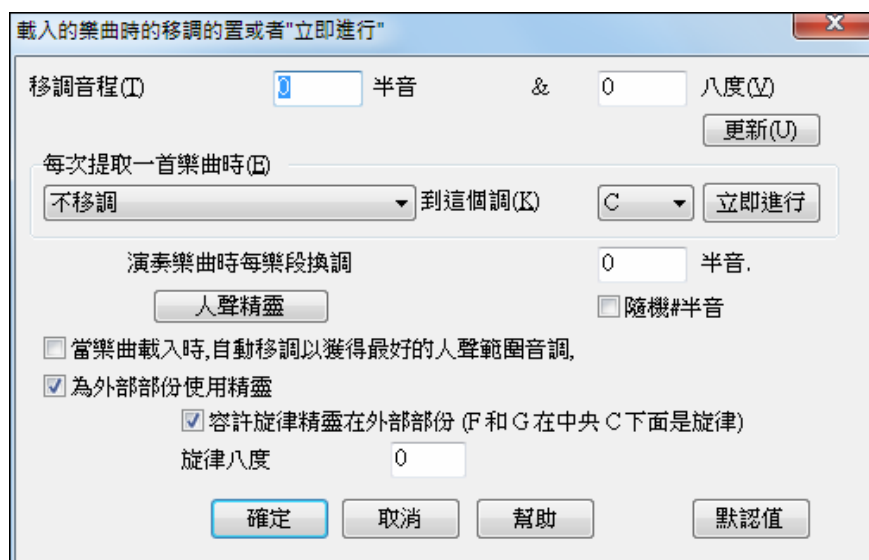 載入的樂曲時的移調的置或者"立即進行"
移調音程(T) 0 半音 & 0 八度(V)
更新(U)
每次提取一首樂曲時(E)
不移調 到這個調(K) C 立即進行
演奏樂曲時每樂段換調 0 半音.
人聲精靈 隨機#半音
當樂曲載入時,自動移調以獲得最好的人聲範圍音調,
為外部部份使用精靈
容許旋律精靈在外部部份 (F 和 G 在中央 C 下面是旋律)
旋律八度 0
確定 取消 幫助 默認值